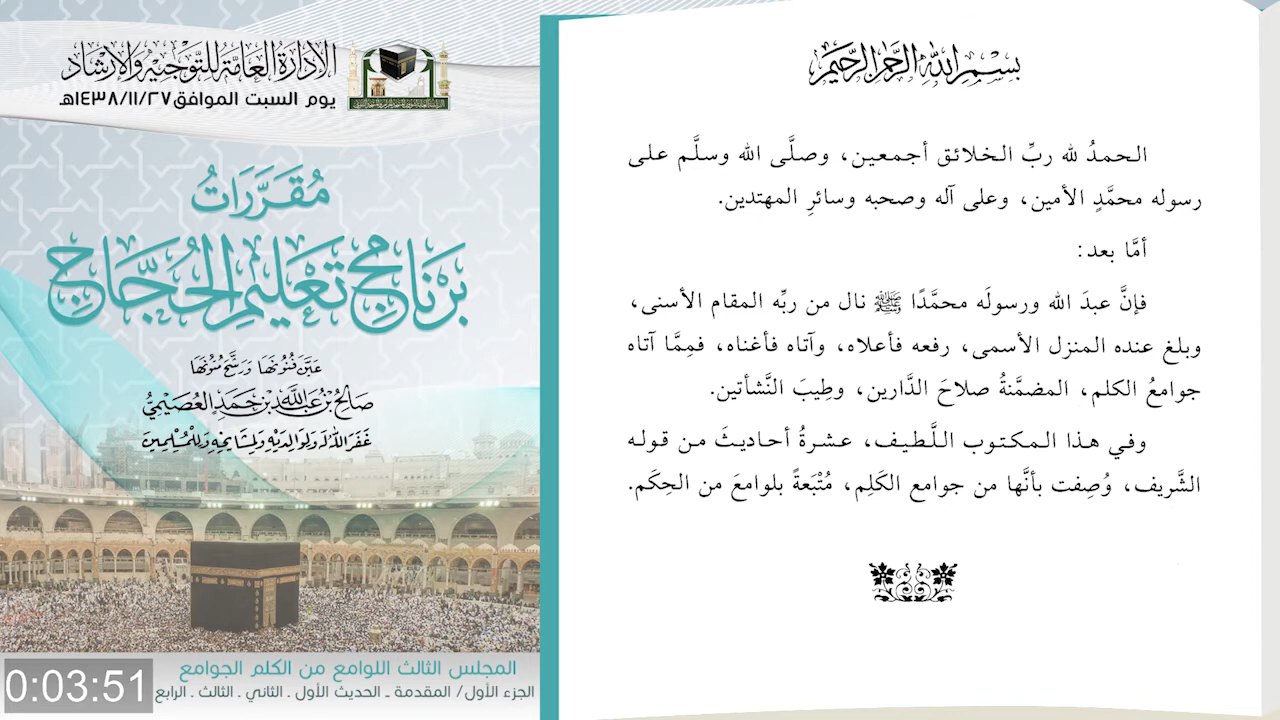 الإدارة العامة للتوجيه والإرشاد
يوم السبت الموافق ١٤٣٨/١١/٢٧هـ
مُقَرَّرَاتُ
بَرْنَامِجِ تَعْلِيمِ الحُجَّاجِ
عَيَّنَ فُنُونَهَا وَرَشَّحَ مُتُونَهَا
صَالِحُ بْنُ عَبْدِ اللَّهِ بْنِ حَمَدٍ العُصَيْمِيُّ
غَفَرَ اللَّهُ لَهُ وَلِوَالِدَيْهِ وَلِمَشَايِخِهِ وَلِلْمُسْلِمِينَ
المجلس الثالث اللوامع من الكلم الجوامع
الجزء الأول/ المقدمة ـ الحديث الأول . الثاني . الثالث . الرابع
0:03:51
بسم الله الرحمن الرحيم
الحمدُ لله ربِّ الخلائق أجمعين، وصلَّى الله وسلَّم على
رسوله محمَّدٍ الأمين، وعلى آله وصحبه وسائرِ المهتدين.
أمَّا بعد:
فإنَّ عبدَ الله ورسولَه محمَّدًا ﷺ نال من ربِّه المقام الأسنى،
وبلغ عنده المنزل الأسمى، رفعه فأعلاه، وآتاه فأغناه، فمِمَّا آتاه
جوامعُ الكلم، المضمَّنةُ صلاحَ الدَّارين، وطِيبَ النَّشأتين.
وفي هذا المكتوب اللَّطيف، عشرةُ أحاديثَ من قوله
الشَّريف، وُصِفت بأنَّها من جوامع الكَلِم، مُتْبَعةً بلوامعَ من الحِكَم.